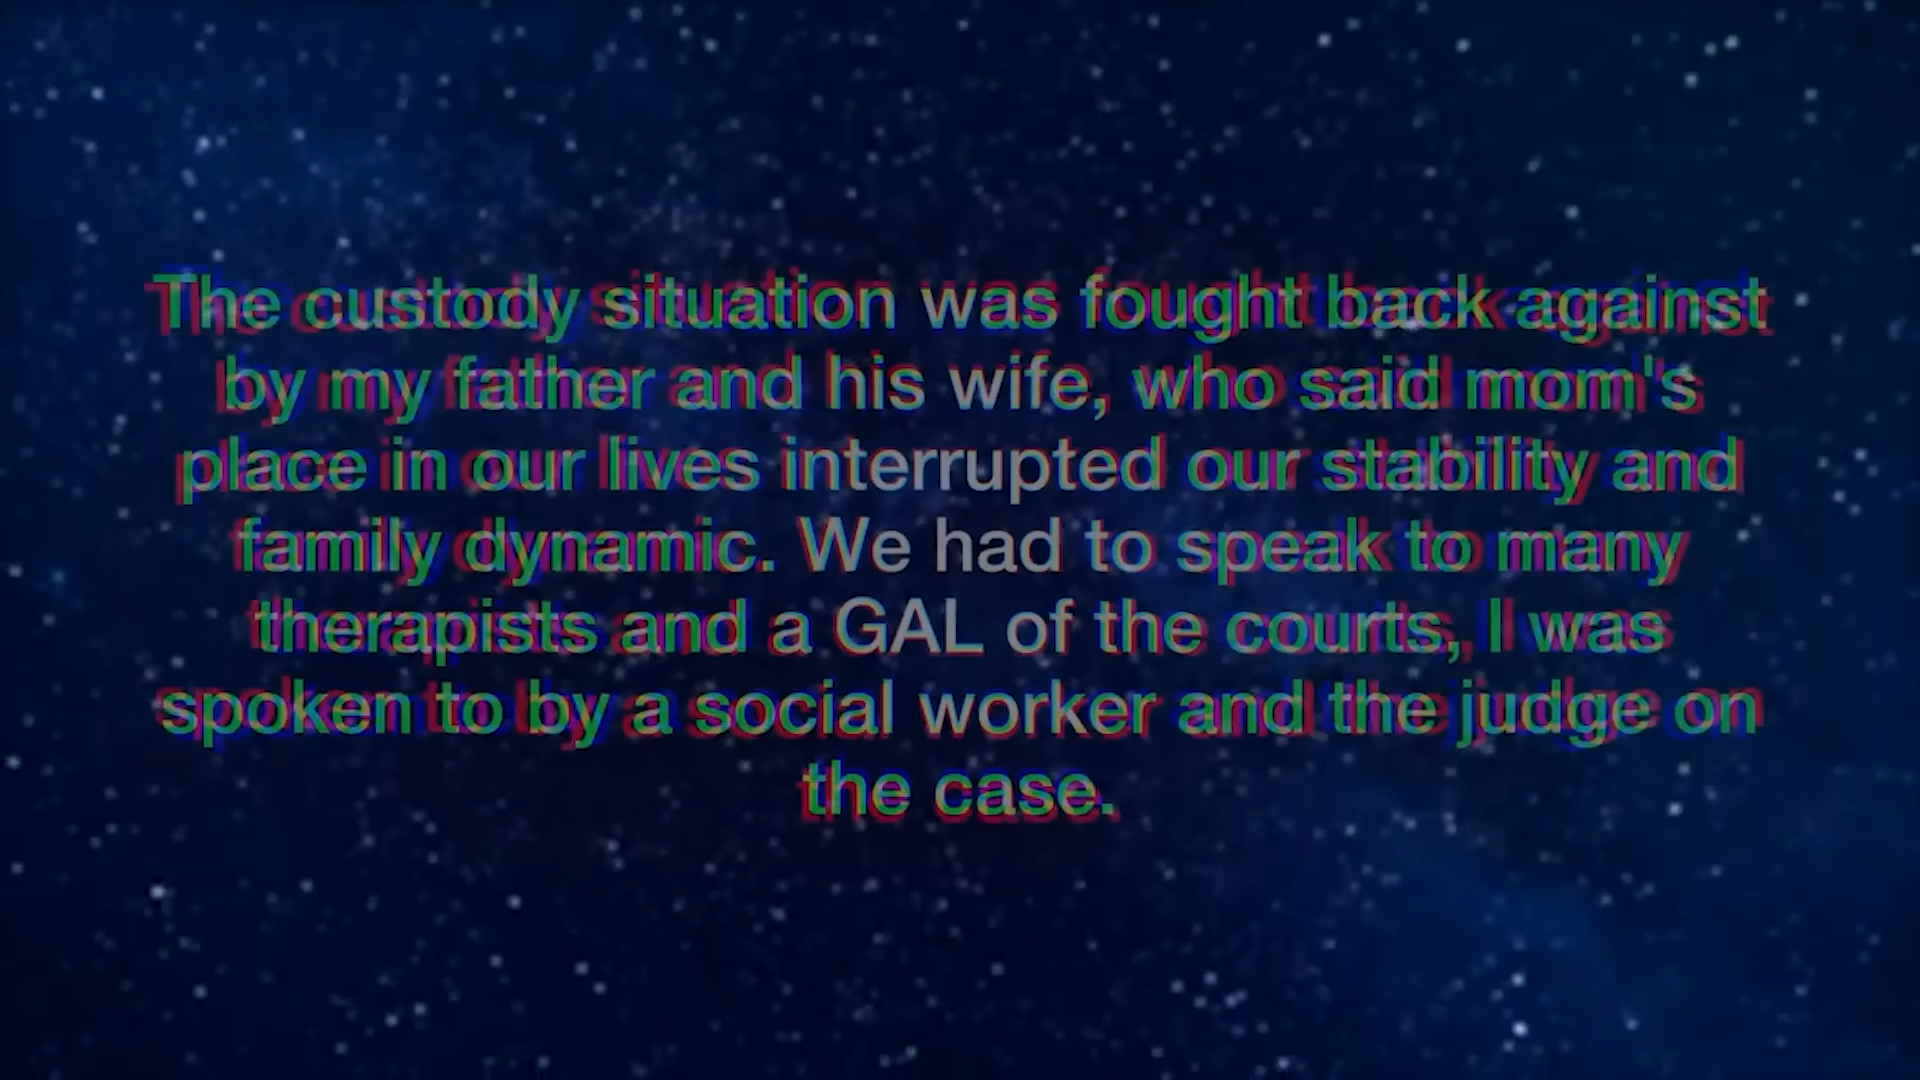 The custody situation was fought back against
by my father and his wife, who said mom's
place in our lives interrupted our stability and
family dynamic. We had to speak to many
therapists and a GAL of the courts, I was
spoken to by a social worker and the judge on
the case.